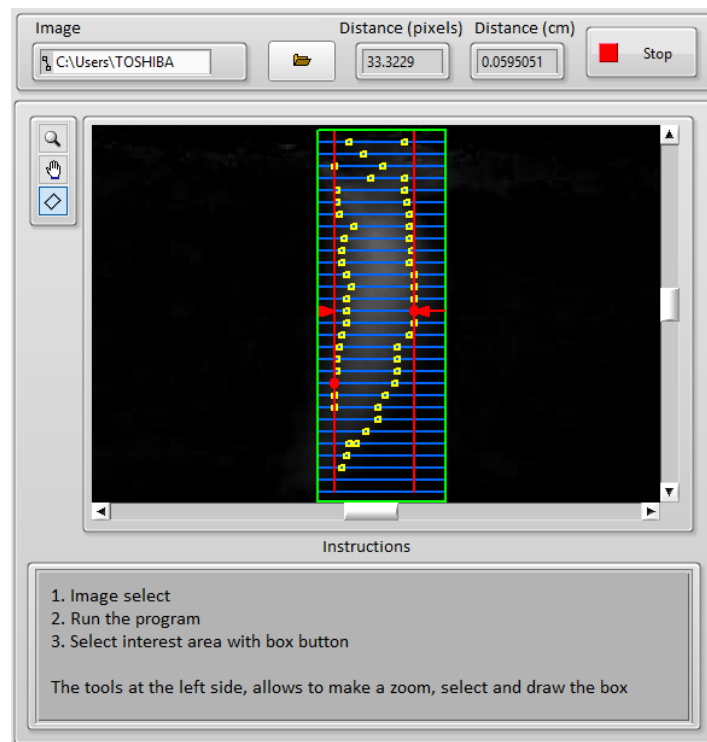 Image
Distance (pixels)
Distance (cm)
C:\Users\TOSHIBA
33.3229
0.0595051
Stop
Instructions
1. Image select
2. Run the program
3. Select interest area with box button
The tools at the left side, allows to make a zoom, select and draw the box